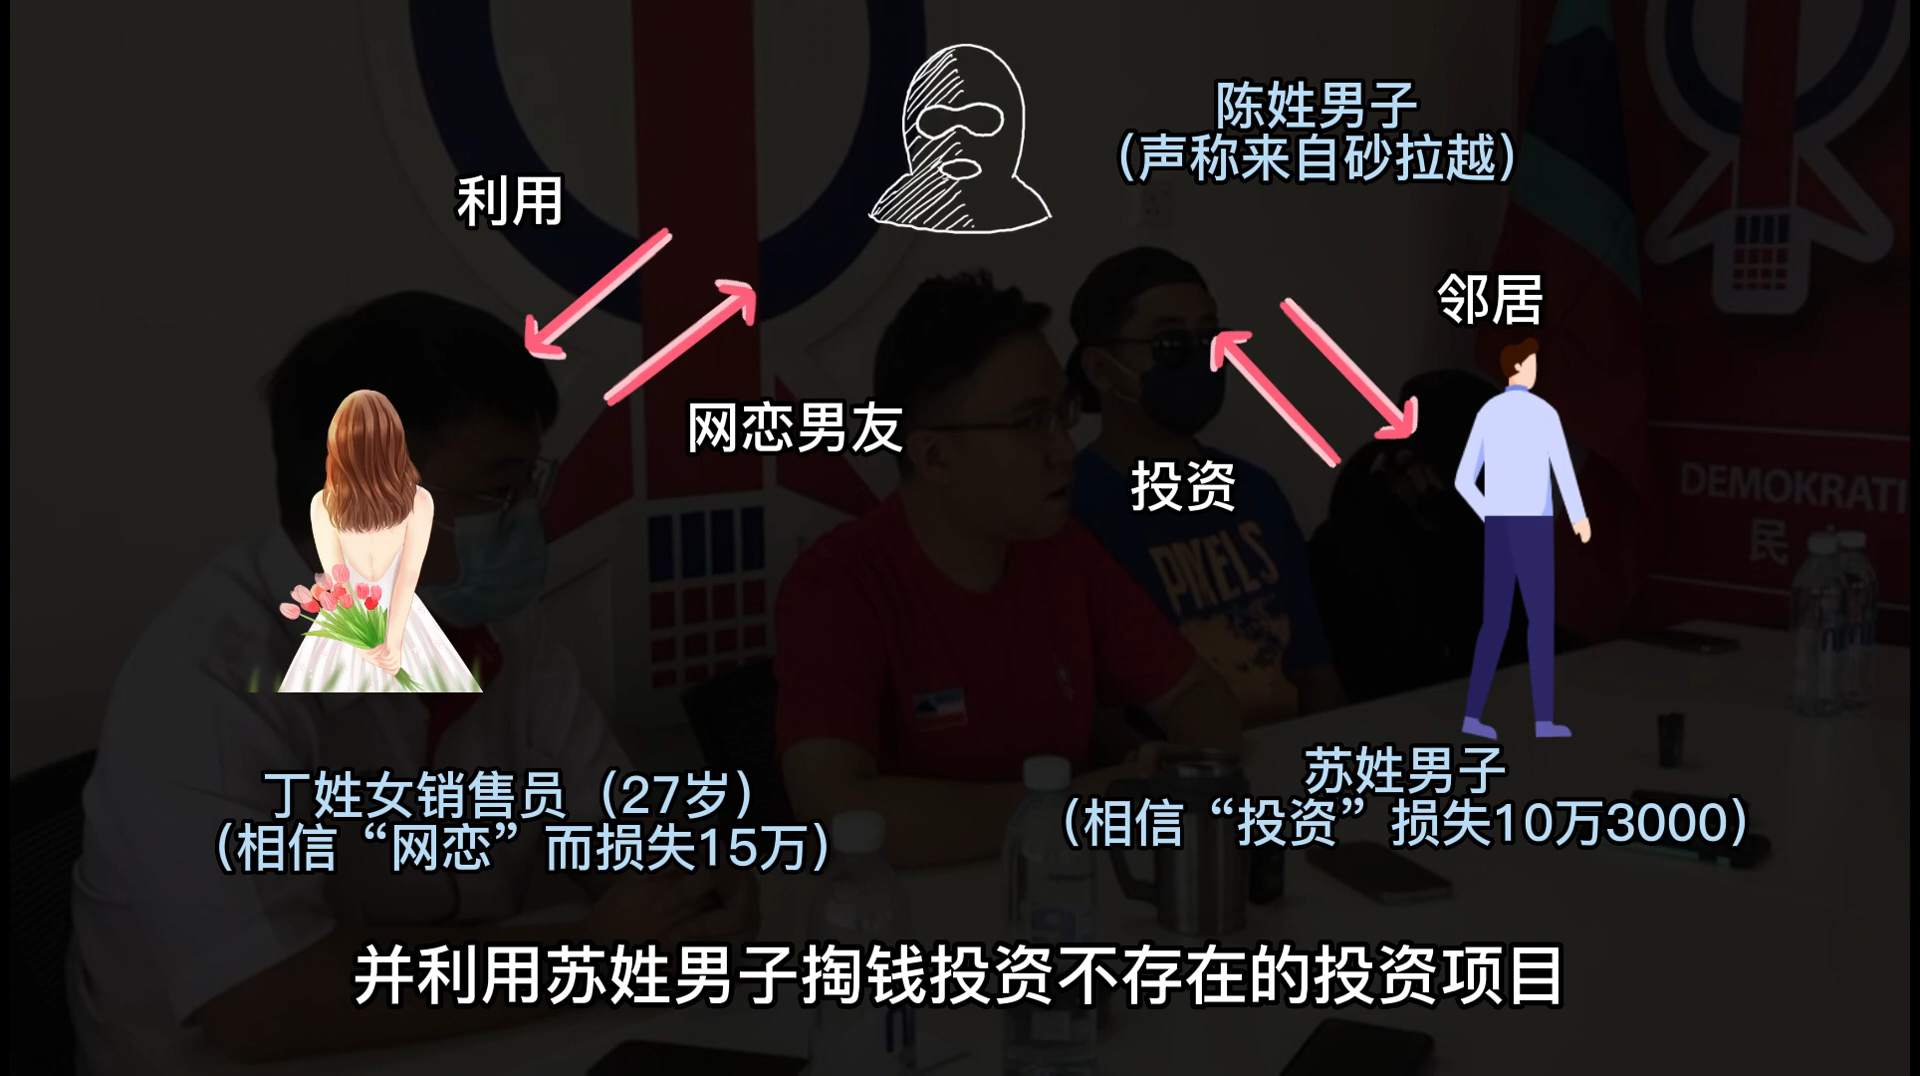 陈姓男子
（声称来自砂拉越）
利用
邻居
网恋男友
投资
PIXELS
DEMOKRATI
民
苏姓男子
（相信“投资”损失10万3000）
丁姓女销售员（27岁）
（相信“网恋”而损失15万）
并利用苏姓男子掏钱投资不存在的投资项目